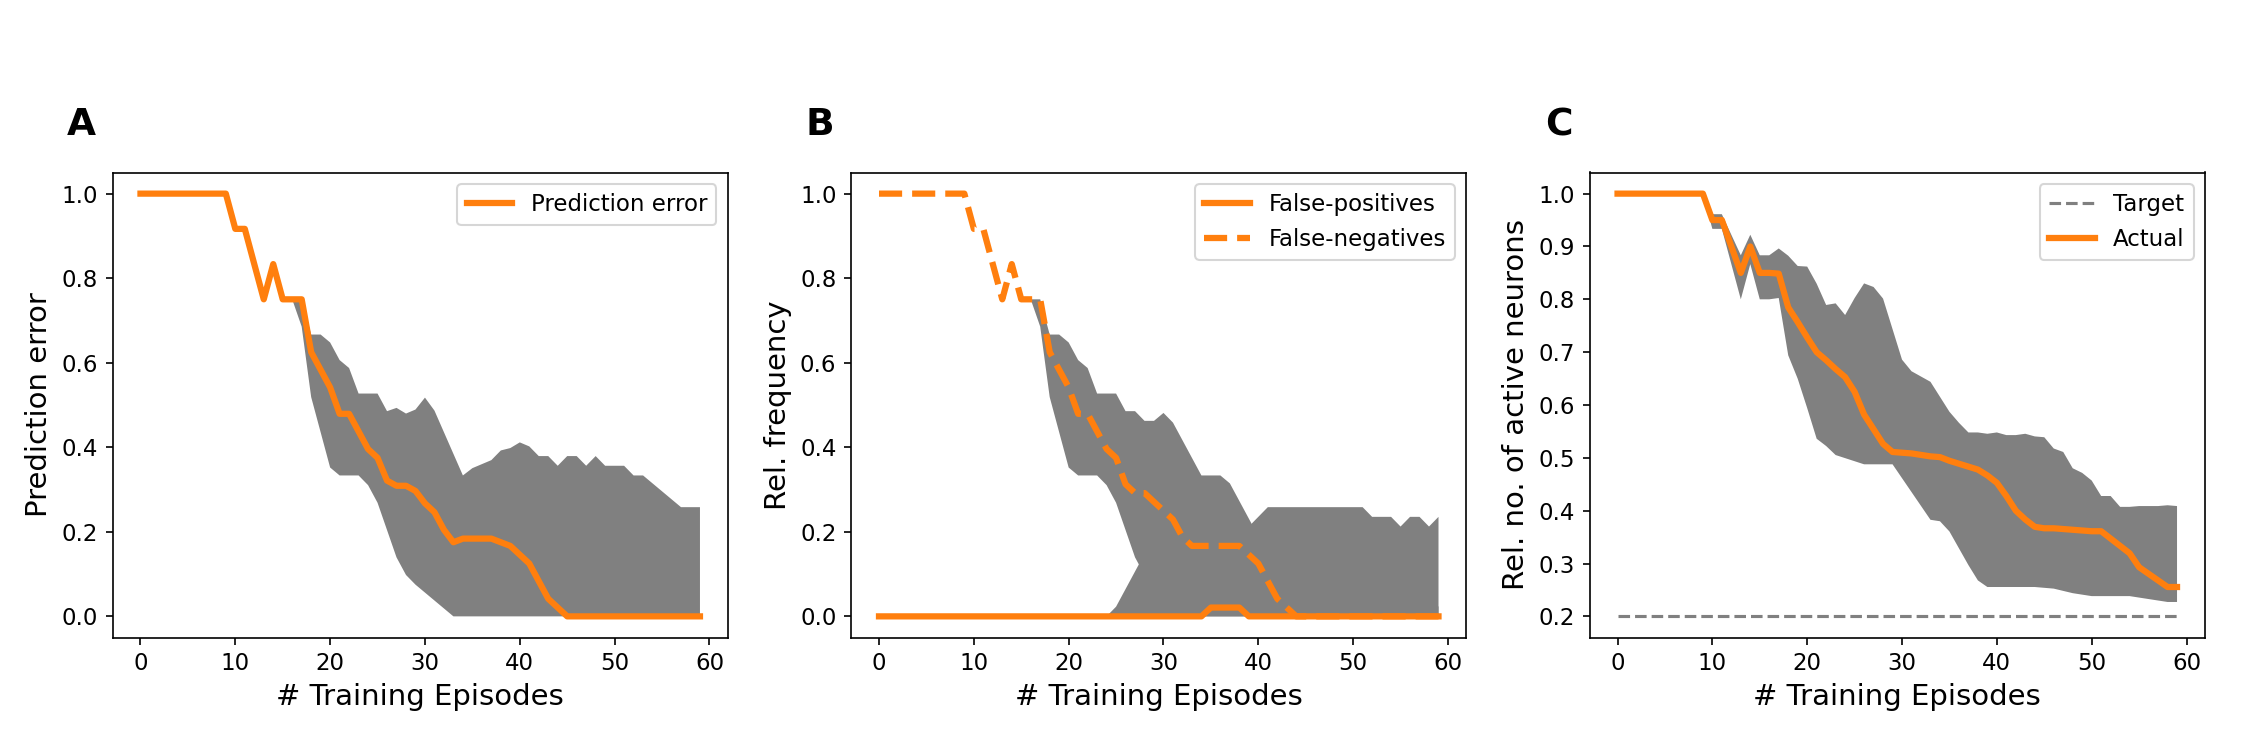 A
B
C
Prediction error
1.0
0.8
0.6
0.4
0.2
0.0
0 10 20 30 40 50 60
# Training Episodes
Prediction error
Rel. frequency
1.0
0.8
0.6
0.4
0.2
0.0
0 10 20 30 40 50 60
# Training Episodes
False-positives
False-negatives
Rel. no. of active neurons
1.0
0.9
0.8
0.7
0.6
0.5
0.4
0.3
0.2
0 10 20 30 40 50 60
# Training Episodes
Target
Actual